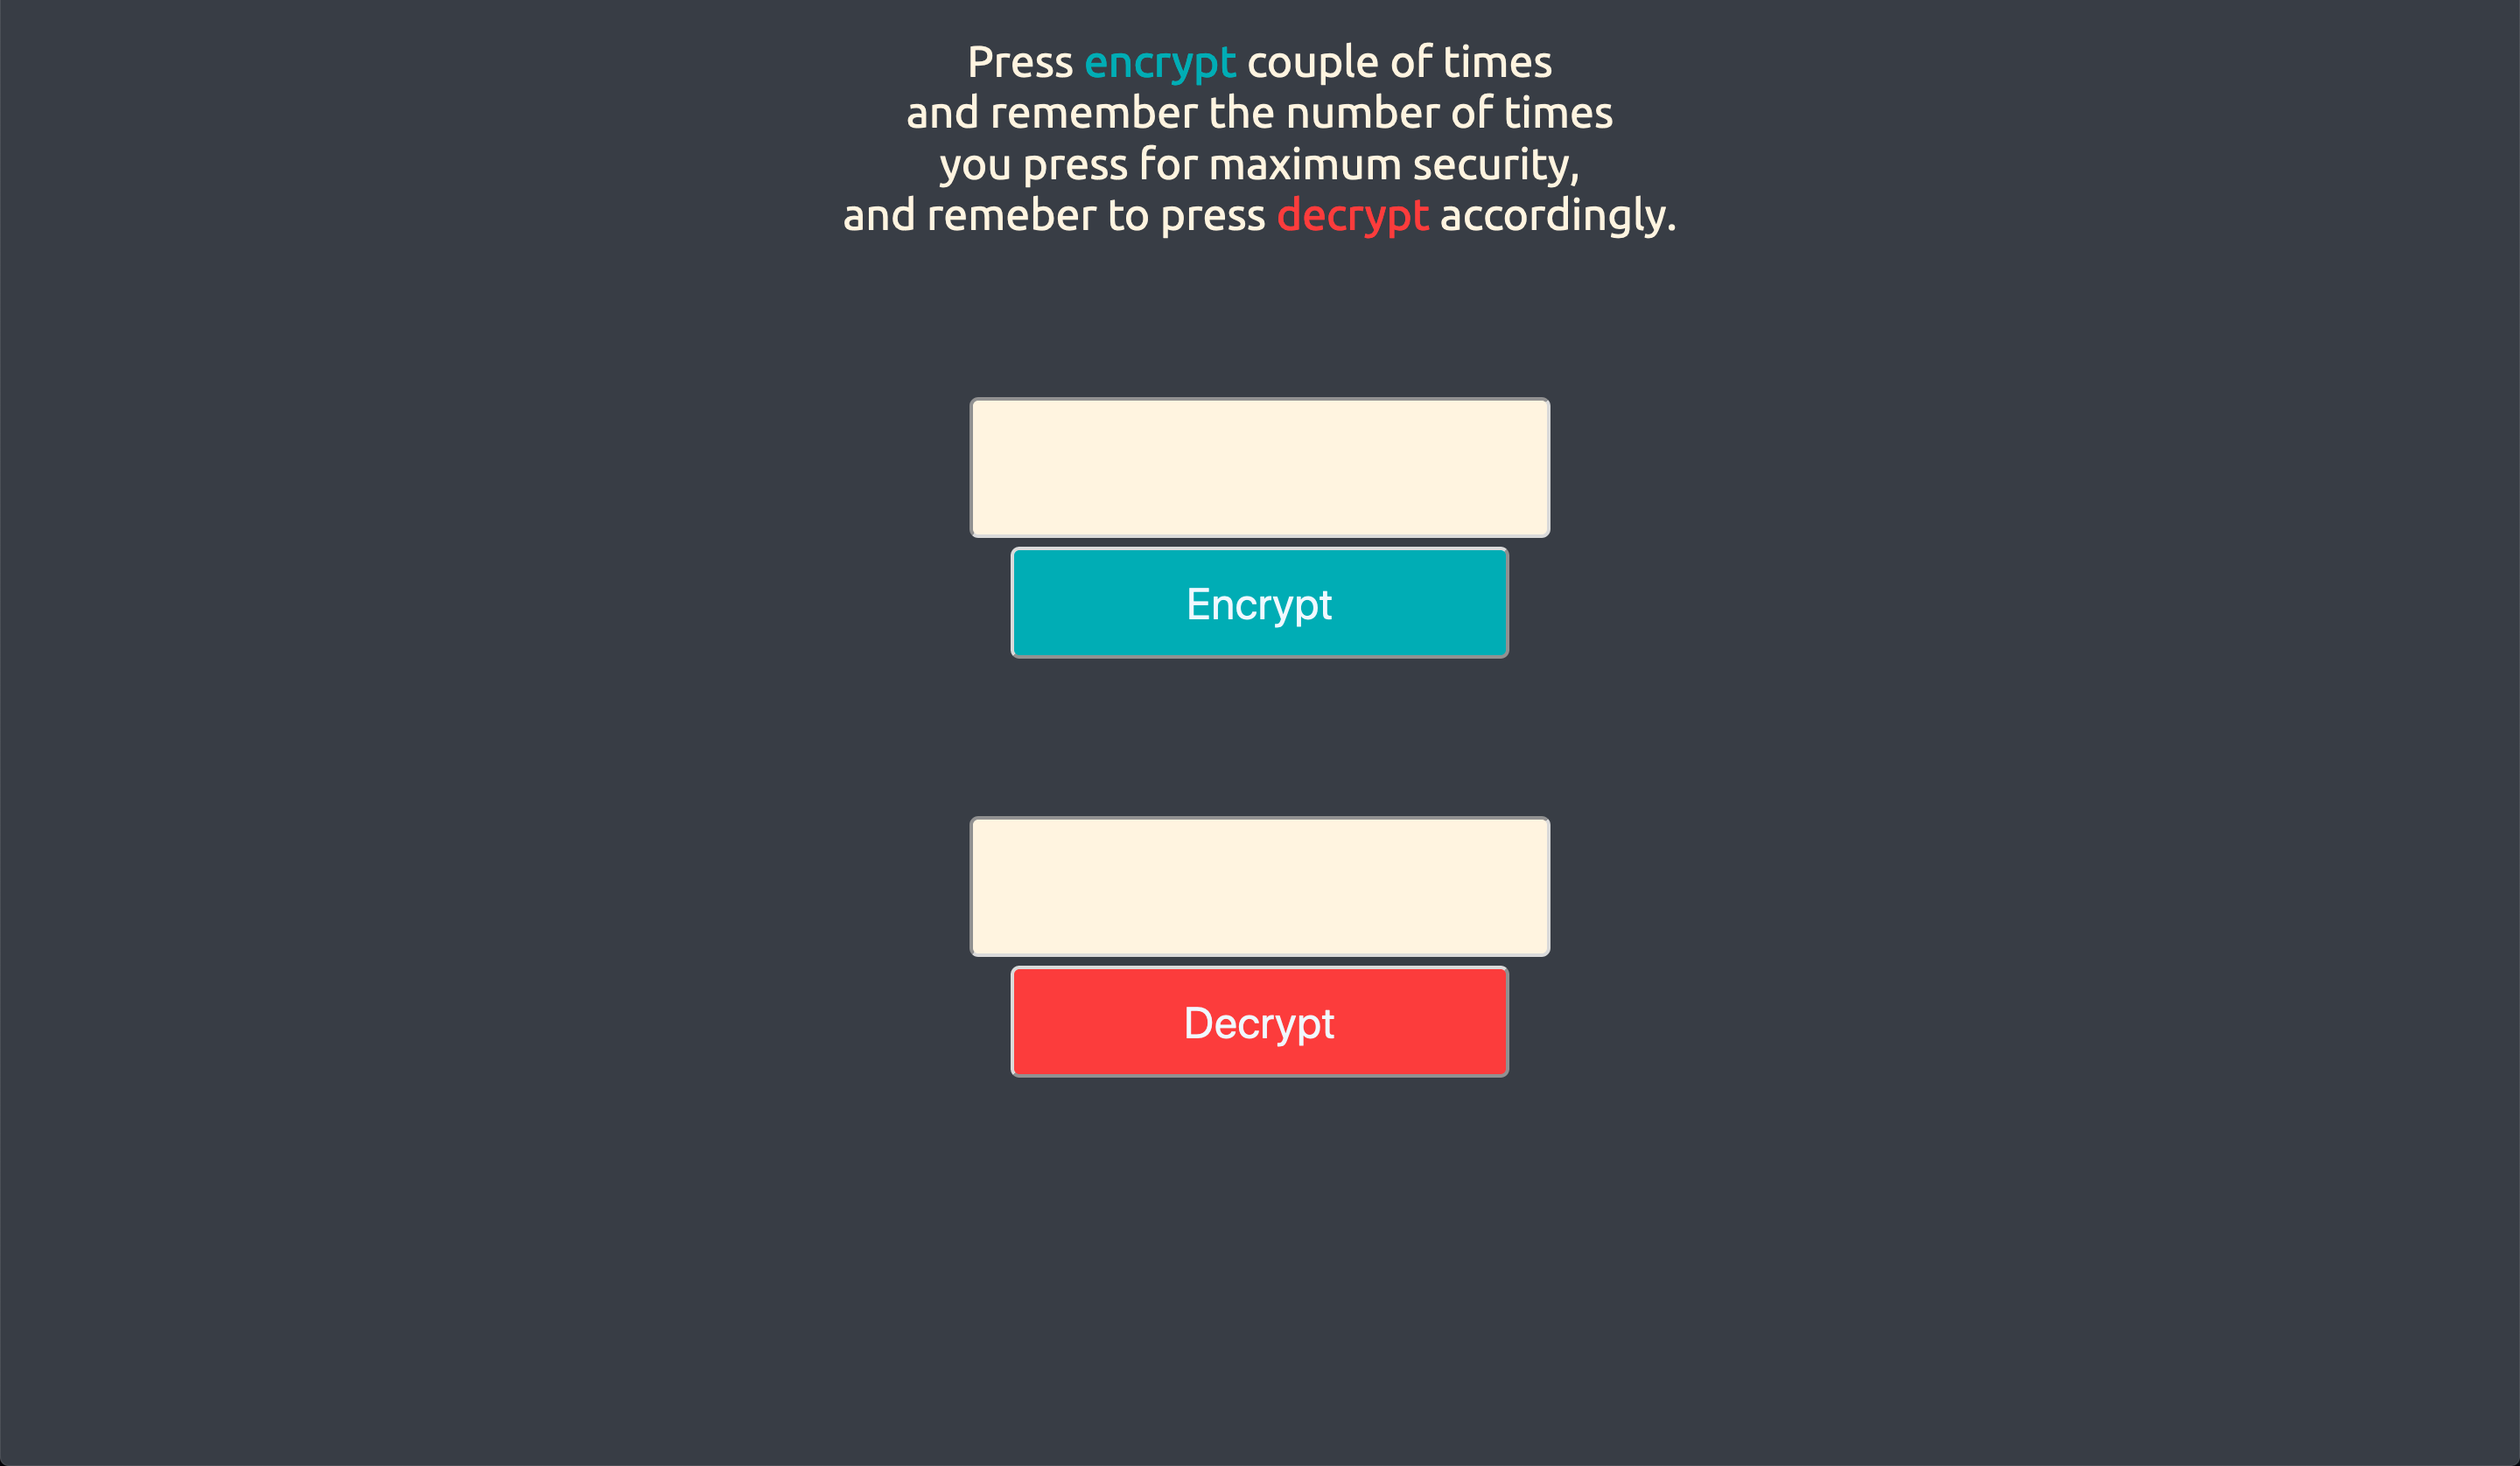 Press encrypt couple of times
and remember the number of times
you press for maximum security,
and remeber to press decrypt accordingly.
Encrypt
Decrypt